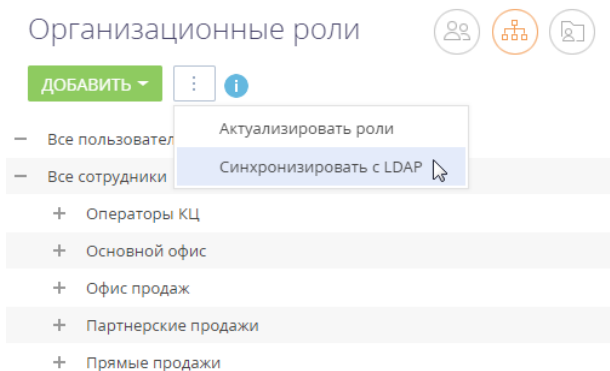 Организационные роли
ДОБАВИТЬ
Актуализировать роли
Все
Синхронизировать с LDAP
Все сотрудники
Операторы КЦ
Основной офис
Офис продаж
Партнерские продажи
Прямые продажи